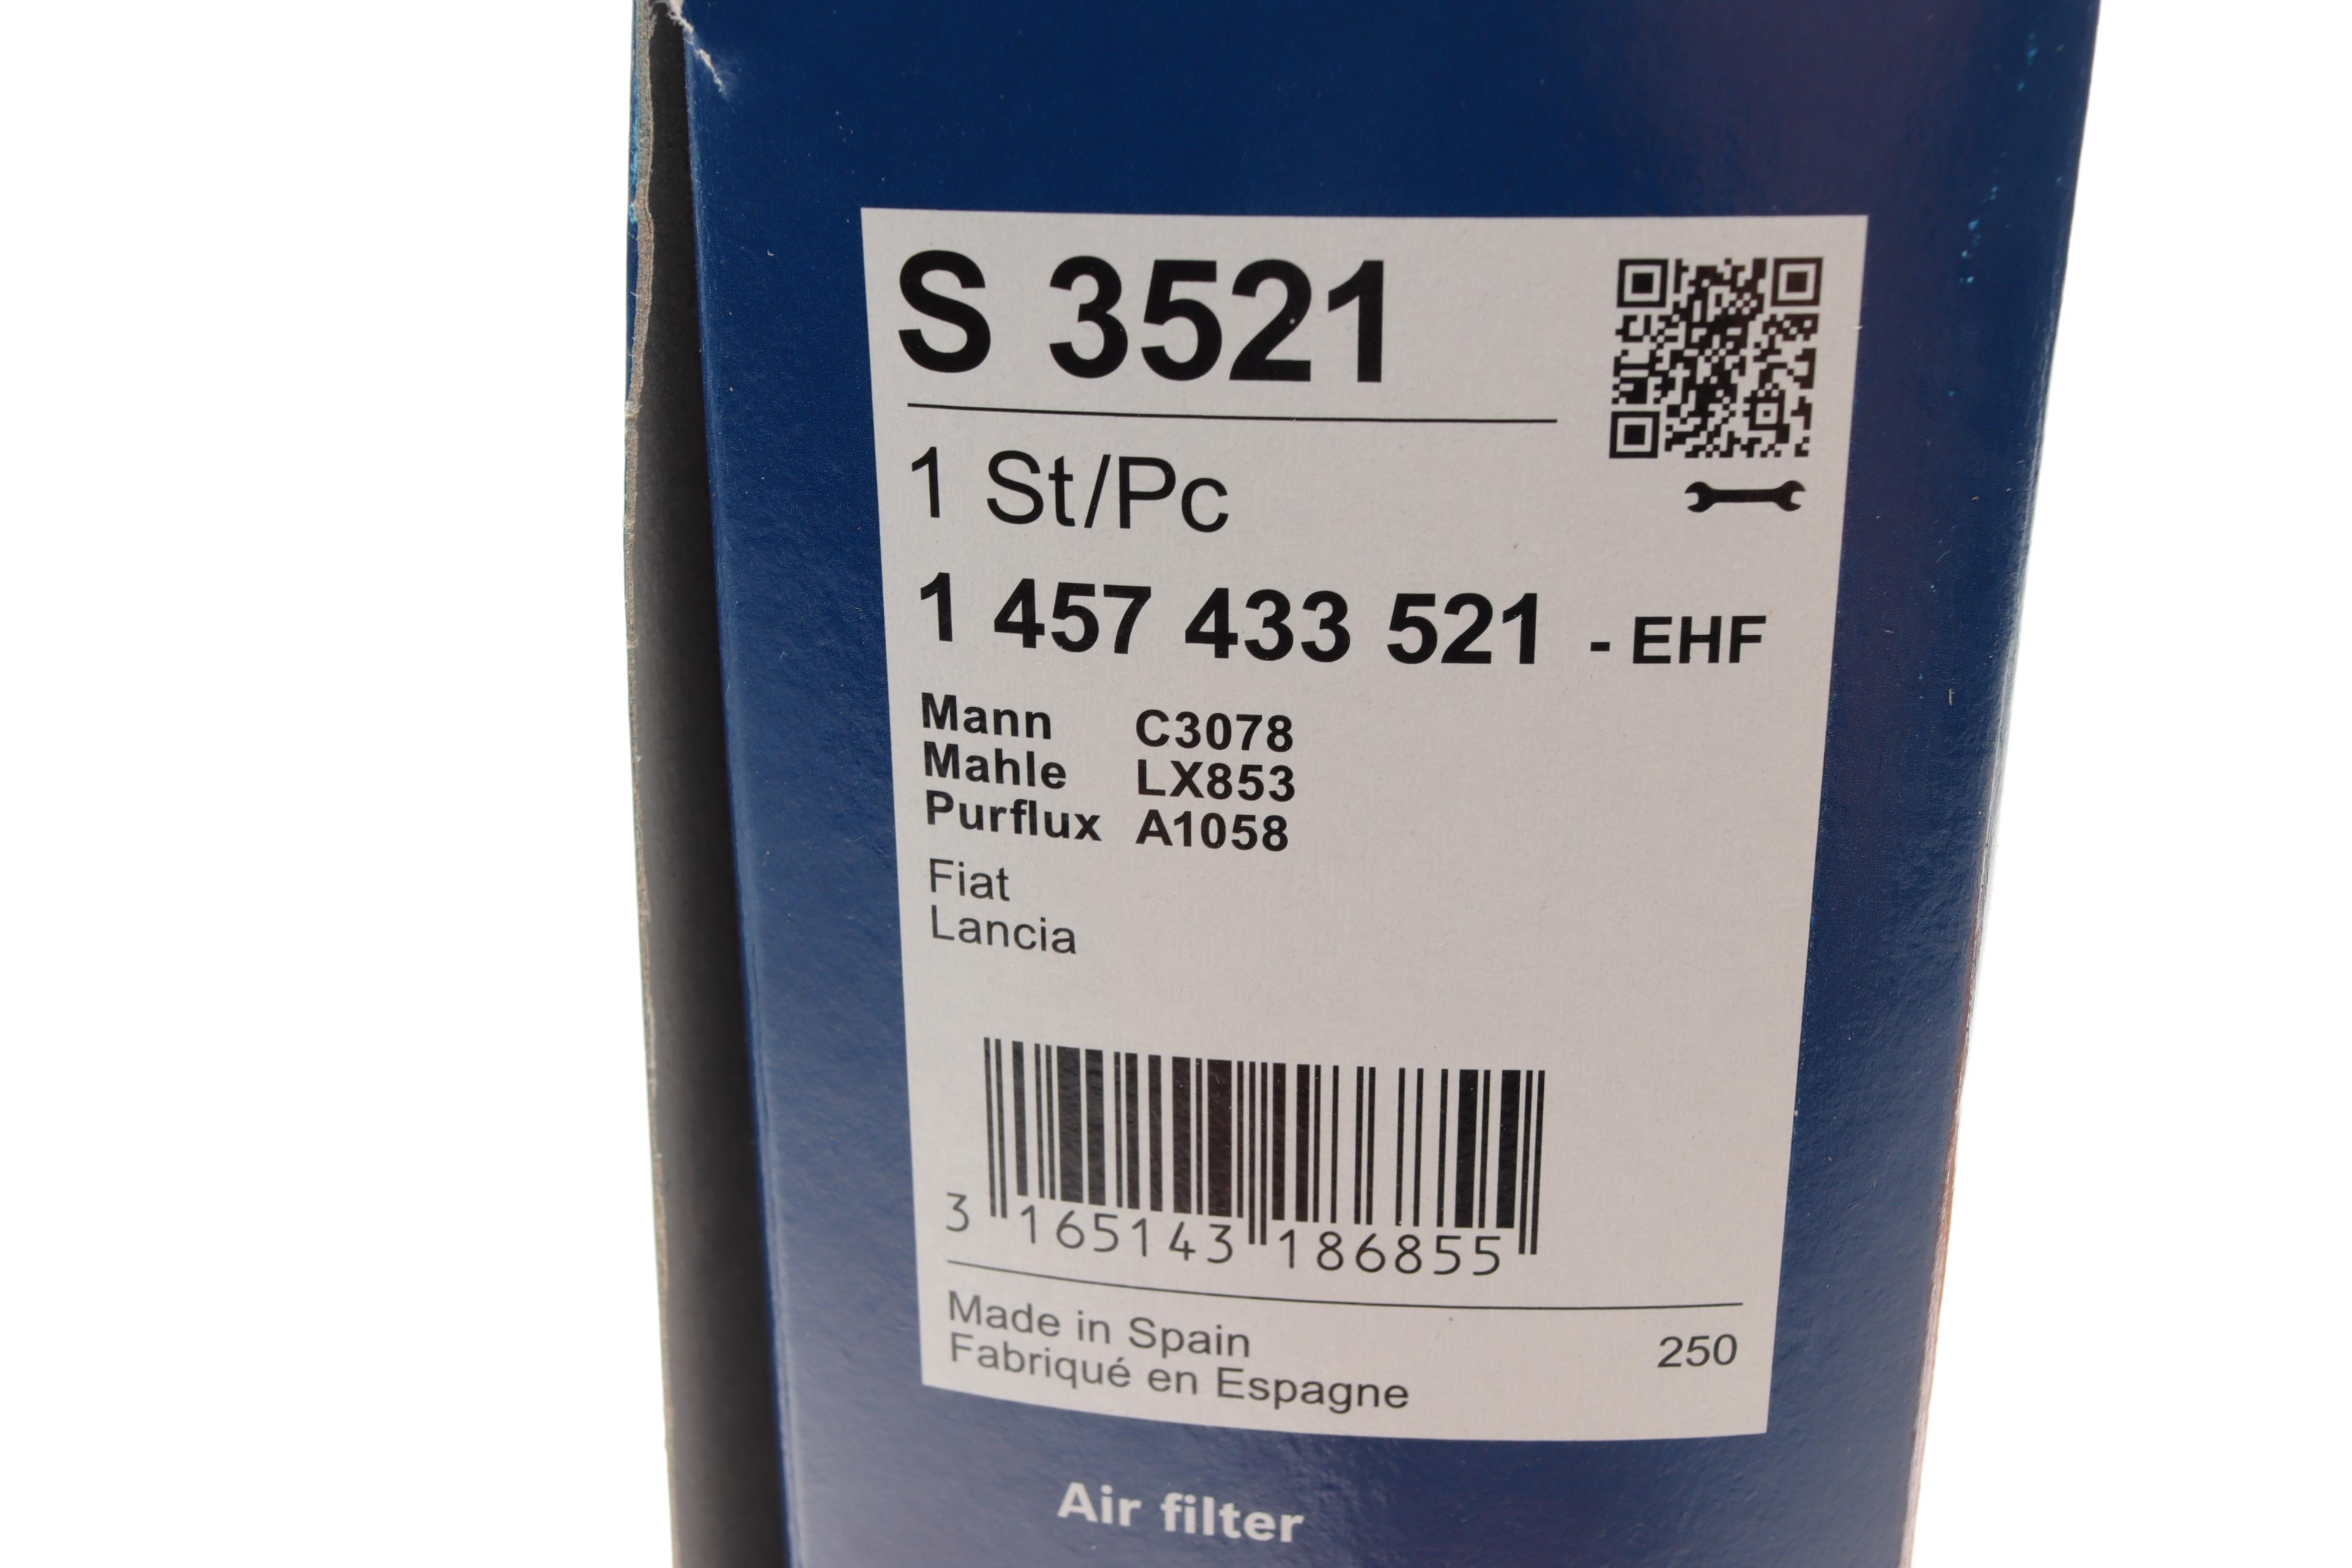 S 3521
1 St/Pc
1 457 433 521 - EHF
Mann C3078
Mahle LX853
Purflux A1058
Fiat
Lancia
3 165143 186855
Made in Spain
Fabriqué en Espagne
250
Air filter